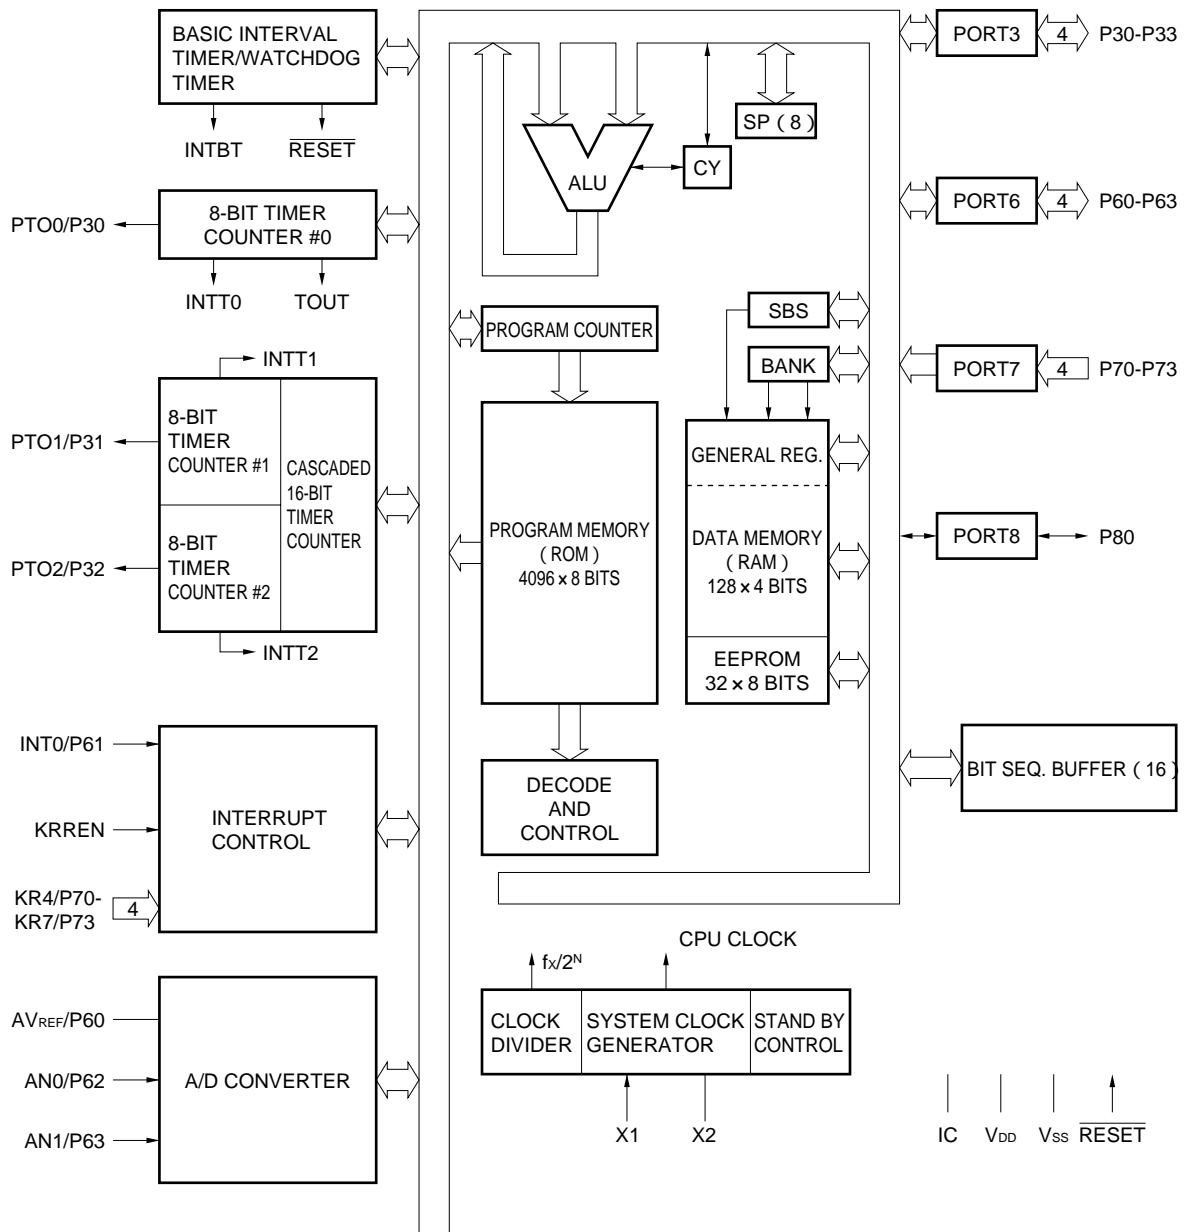 BASIC INTERVAL
TIMER/WATCHDOG
TIMER
INTBT
RESET
PTO0/P30
8-BIT TIMER
COUNTER #0
INTT0
TOUT
INTT1
PTO1/P31
8-BIT
TIMER
COUNTER #1
CASCADED
16-BIT
TIMER
COUNTER
PTO2/P32
8-BIT
TIMER
COUNTER #2
INTT2
INT0/P61
KRREN
KR4/P70-
KR7/P73
4
INTERRUPT
CONTROL
AVREF/P60
AN0/P62
AN1/P63
A/D CONVERTER
ALU
CY
SP ( 8 )
PROGRAM COUNTER
SBS
BANK
PROGRAM MEMORY
( ROM )
4096 × 8 BITS
GENERAL REG.
DATA MEMORY
( RAM )
128 × 4 BITS
EEPROM
32 × 8 BITS
DECODE
AND
CONTROL
fX/2N
CPU CLOCK
CLOCK
DIVIDER
SYSTEM CLOCK
GENERATOR
STAND BY
CONTROL
X1
X2
PORT3
4
P30-P33
PORT6
4
P60-P63
PORT7
4
P70-P73
PORT8
P80
BIT SEQ. BUFFER ( 16 )
IC
VDD
VSS
RESET